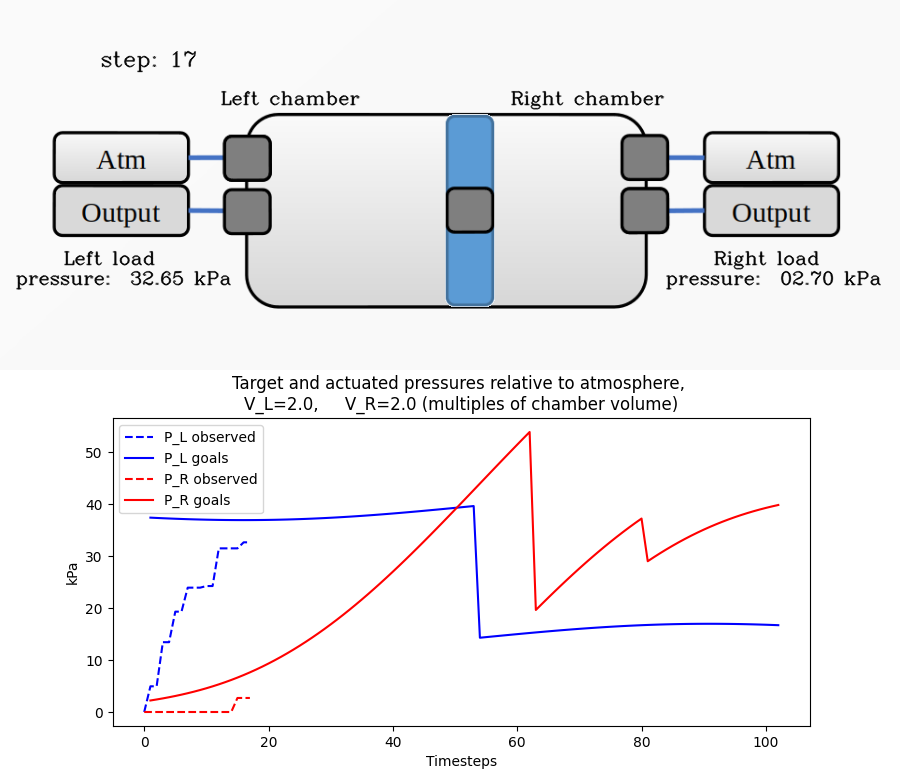 step: 17
Left chamber
Right chamber
Atm
Atm
Output
Output
Left load
pressure: 32.65 kPa
Right load
pressure: 02.70 kPa
Target and actuated pressures relative to atmosphere,
V_L=2.0, V_R=2.0 (multiples of chamber volume)
P_L observed
P_L goals
P_R observed
P_R goals
50
40
30
20
10
0
kPa
0 20 40 60 80 100
Timesteps